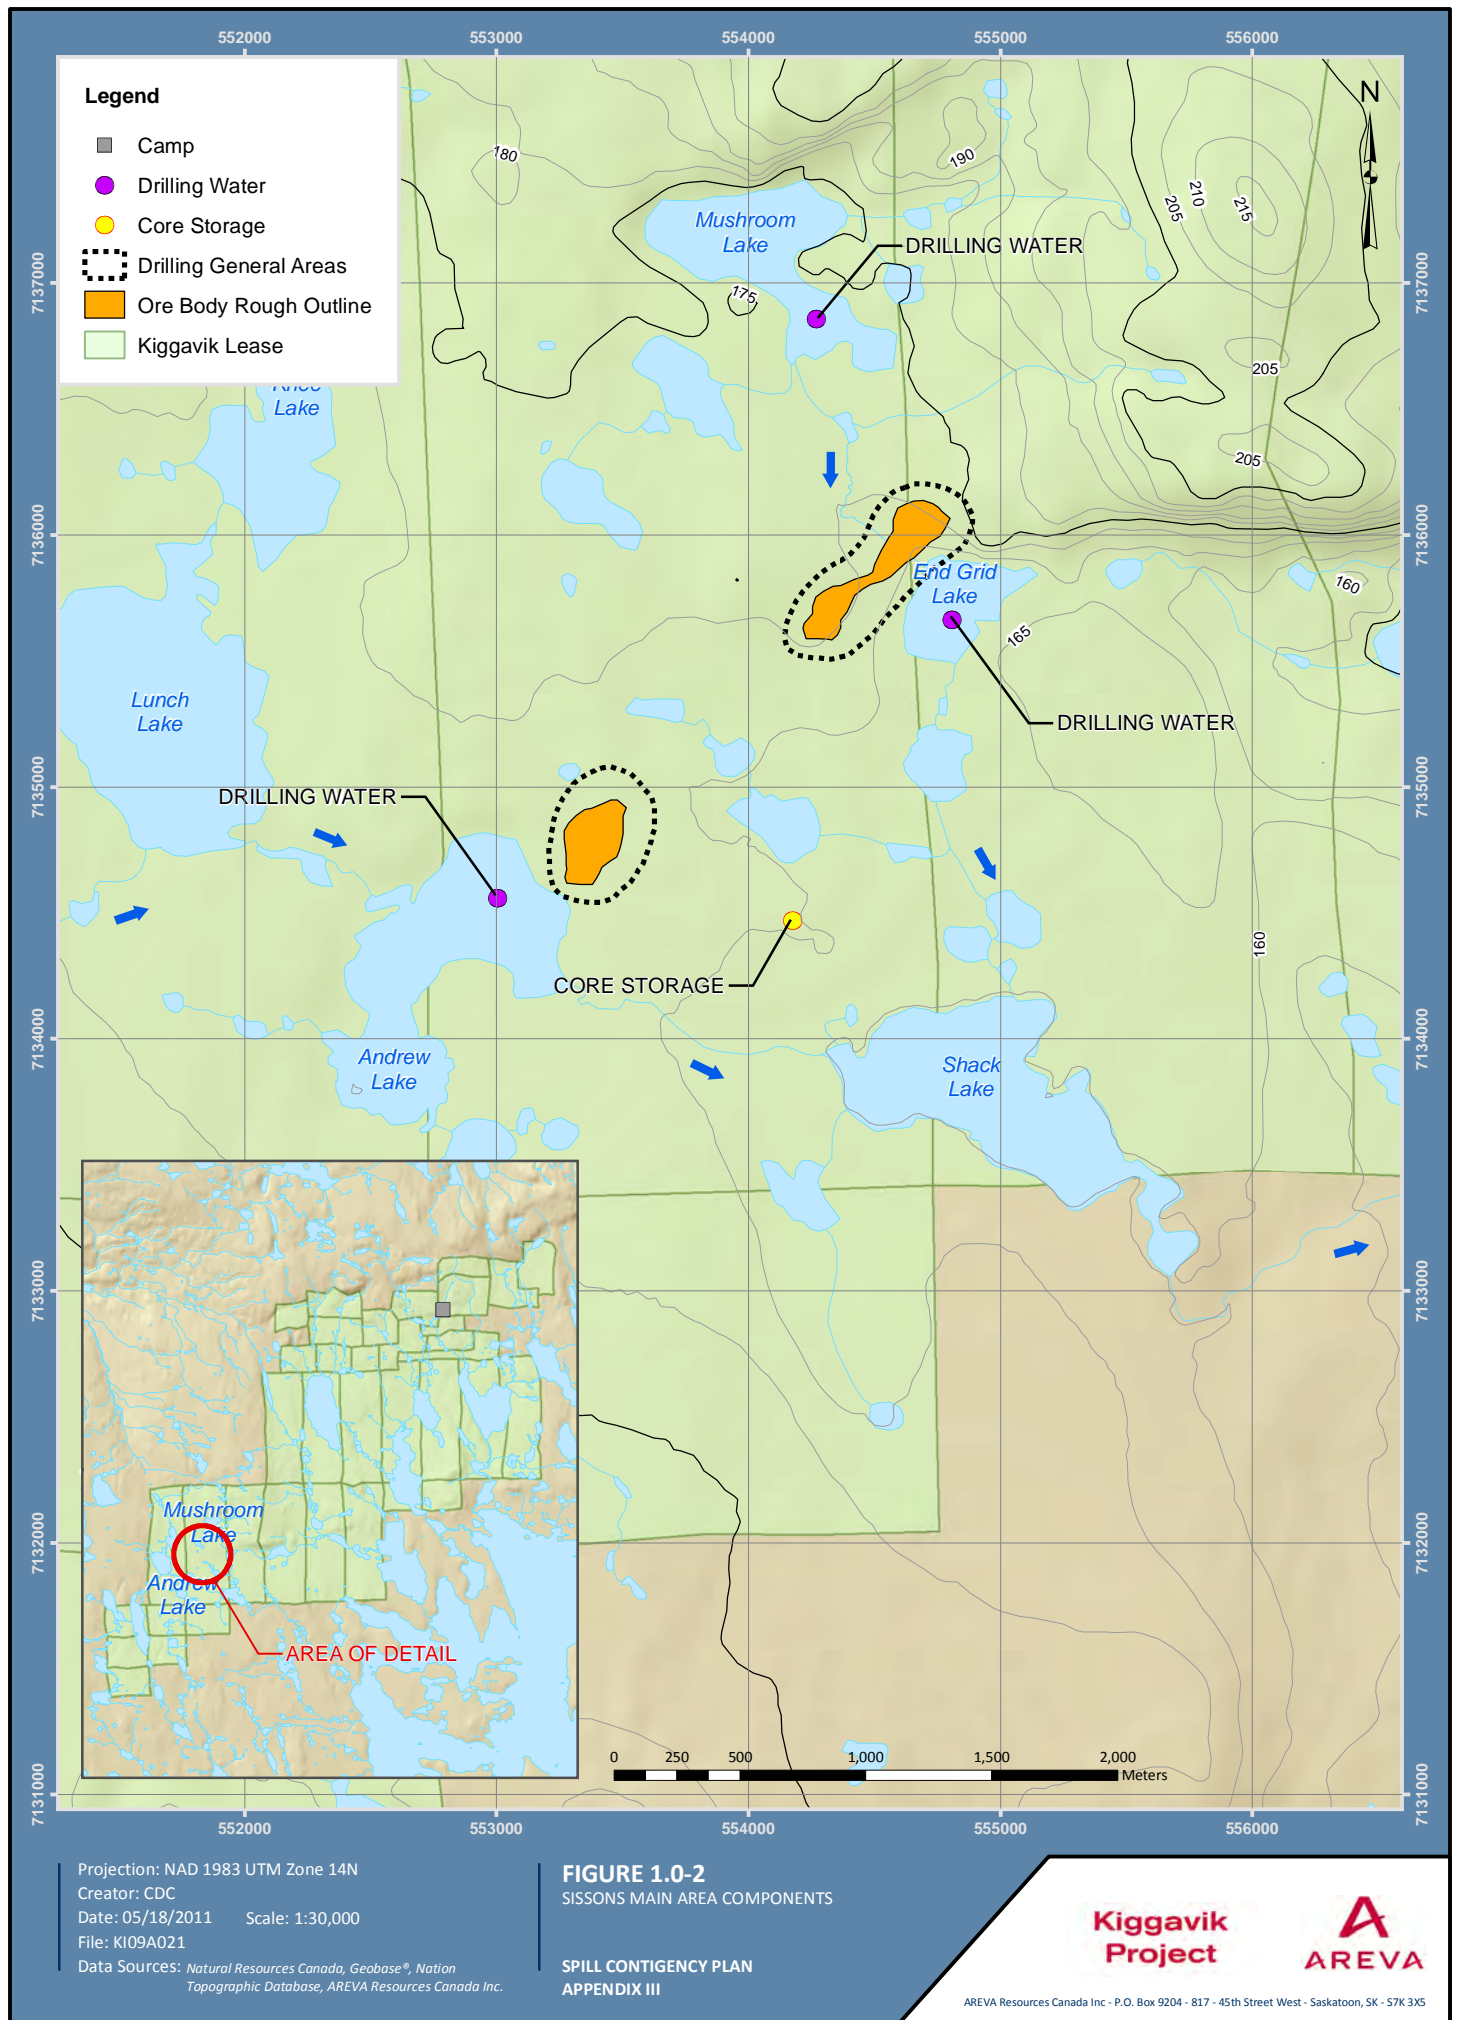 552000
553000
554000
555000
556000
Legend
Camp
Drilling Water
Core Storage
Drilling General Areas
Ore Body Rough Outline
Kiggavik Lease
N
180
190
210
205
215
Mushroom
Lake
DRILLING WATER
7137000
7137000
175
205
Knee
Lake
205
7136000
7136000
End Grid
Lake
160
165
Lunch
Lake
DRILLING WATER
7135000
7135000
DRILLING WATER
160
CORE STORAGE
7134000
7134000
Andrew
Lake
Shack
Lake
7133000
7133000
Mushroom
Lake
7132000
7132000
Andrew
Lake
AREA OF DETAIL
0
250
500
1,000
1,500
2,000
Meters
7131000
7131000
552000
553000
554000
555000
556000
Projection: NAD 1983 UTM Zone 14N
Creator: CDC
Date: 05/18/2011 Scale: 1:30,000
File: KI09A021
Data Sources: Natural Resources Canada, Geobase®, Nation
Topographic Database, AREVA Resources Canada Inc.
FIGURE 1.0-2
SISSONS MAIN AREA COMPONENTS
SPILL CONTIGENCY PLAN
APPENDIX III
Kiggavik
Project
AREVA
AREVA Resources Canada Inc - P.O. Box 9204 - 817 - 45th Street West - Saskatoon, SK - S7K 3X5